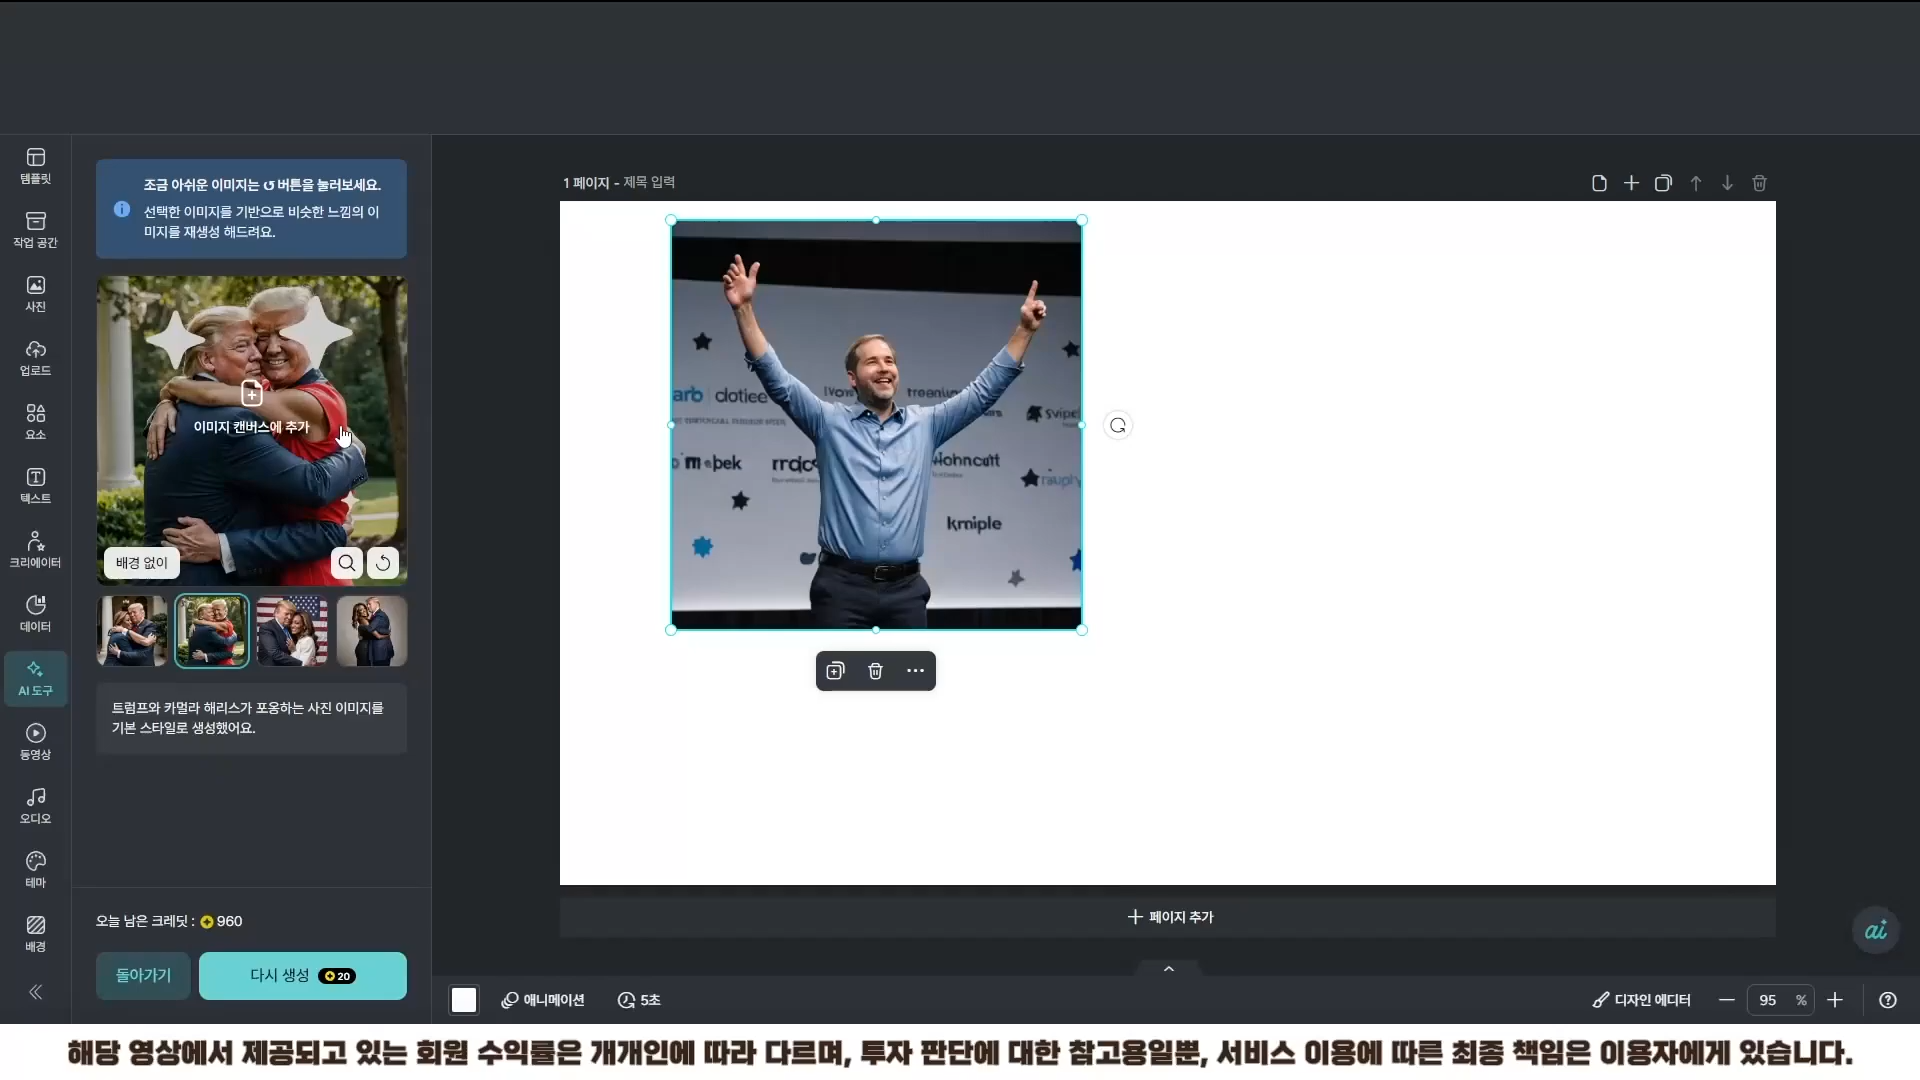 템플릿
작업 공간
사진
업로드
요소
텍스트
크리에이터
데이터
AI 도구
동영상
오디오
테마
배경
조금 아쉬운 이미지는 ↺ 버튼을 눌러보세요.
선택한 이미지를 기반으로 비슷한 느낌의 이
미지를 재생성 해드려요.
이미지 캔버스에 추가
배경 없이
트럼프와 카멀라 해리스가 포옹하는 사진 이미지를
기본 스타일로 생성했어요.
오늘 남은 크레딧 : 960
돌아가기
다시 생성 20
1 페이지 - 제목 입력
arb clotiee
treenium
Svipe
kmiple
페이지 추가
ai
애니메이션
5초
디자인 에디터
95 %
해당 영상에서 제공되고 있는 회원 수익률은 개개인에 따라 다르며, 투자 판단에 대한 참고용일뿐, 서비스 이용에 따른 최종 책임은 이용자에게 있습니다.